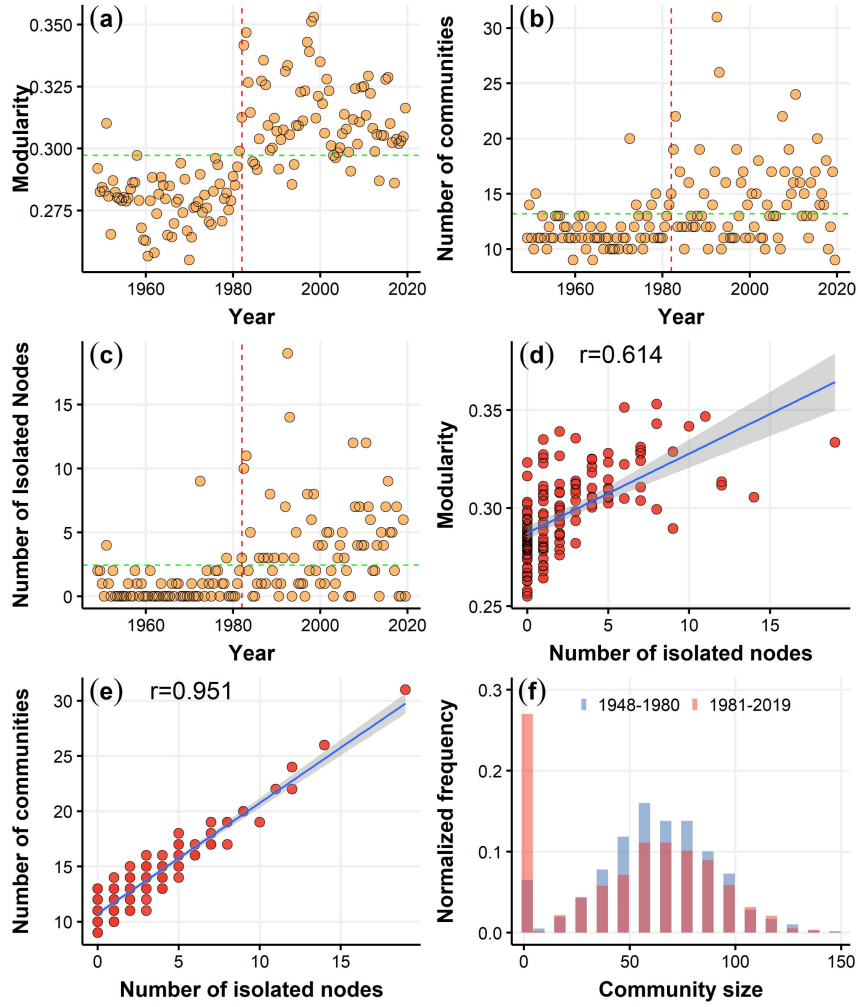 (a)
Modularity
0.350
0.325
0.300
0.275
1960
1980
2000
2020
Year
(b)
Number of communities
30
25
20
15
10
1960
1980
2000
2020
Year
(c)
Number of Isolated Nodes
15
10
5
0
1960
1980
2000
2020
Year
(d)
r=0.614
Modularity
0.35
0.30
0.25
0
5
10
15
Number of isolated nodes
(e)
r=0.951
Number of communities
30
25
20
15
10
0
5
10
15
Number of isolated nodes
(f)
1948-1980
1981-2019
Normalized frequency
0.3
0.2
0.1
0.0
0
50
100
150
Community size